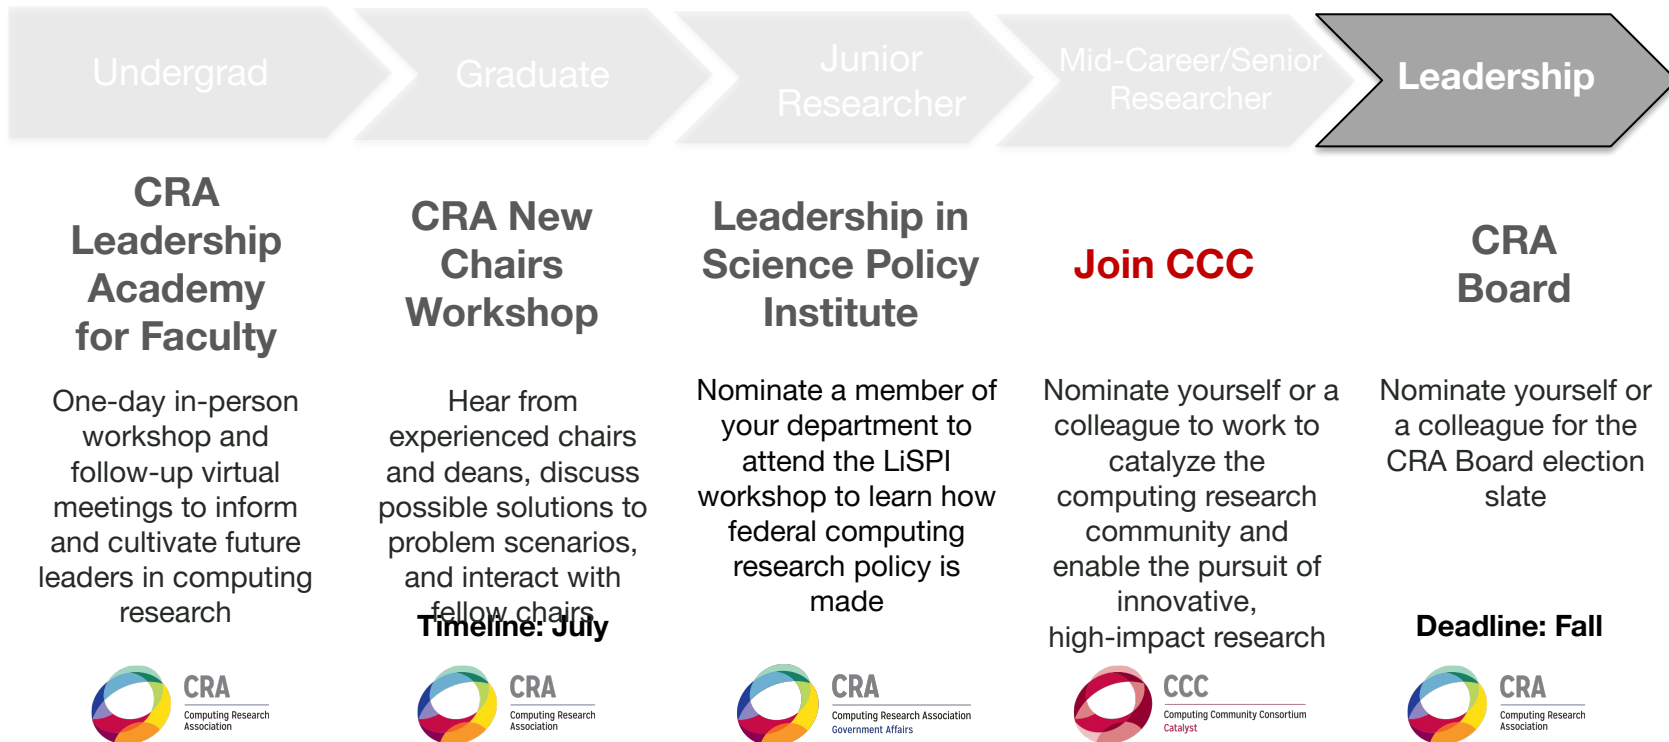 Undergrad
Graduate
Junior
Researcher
Mid-Career/Senior
Researcher
Leadership
CRA
Leadership
Academy
for Faculty
One-day in-person
workshop and
follow-up virtual
meetings to inform
and cultivate future
leaders in computing
research
CRA
Computing Research
Association
CRA New
Chairs
Workshop
Hear from
experienced chairs
and deans, discuss
possible solutions to
problem scenarios,
and interact with
fellow chairs
Timeline: July
CRA
Computing Research
Association
Leadership in
Science Policy
Institute
Nominate a member of
your department to
attend the LiSPI
workshop to learn how
federal computing
research policy is
made
CRA
Computing Research Association
Government Affairs
Join CCC
Nominate yourself or a
colleague to work to
catalyze the
computing research
community and
enable the pursuit of
innovative,
high-impact research
CCC
Computing Community Consortium
Catalyst
CRA
Board
Nominate yourself or
a colleague for the
CRA Board election
slate
Deadline: Fall
CRA
Computing Research
Association